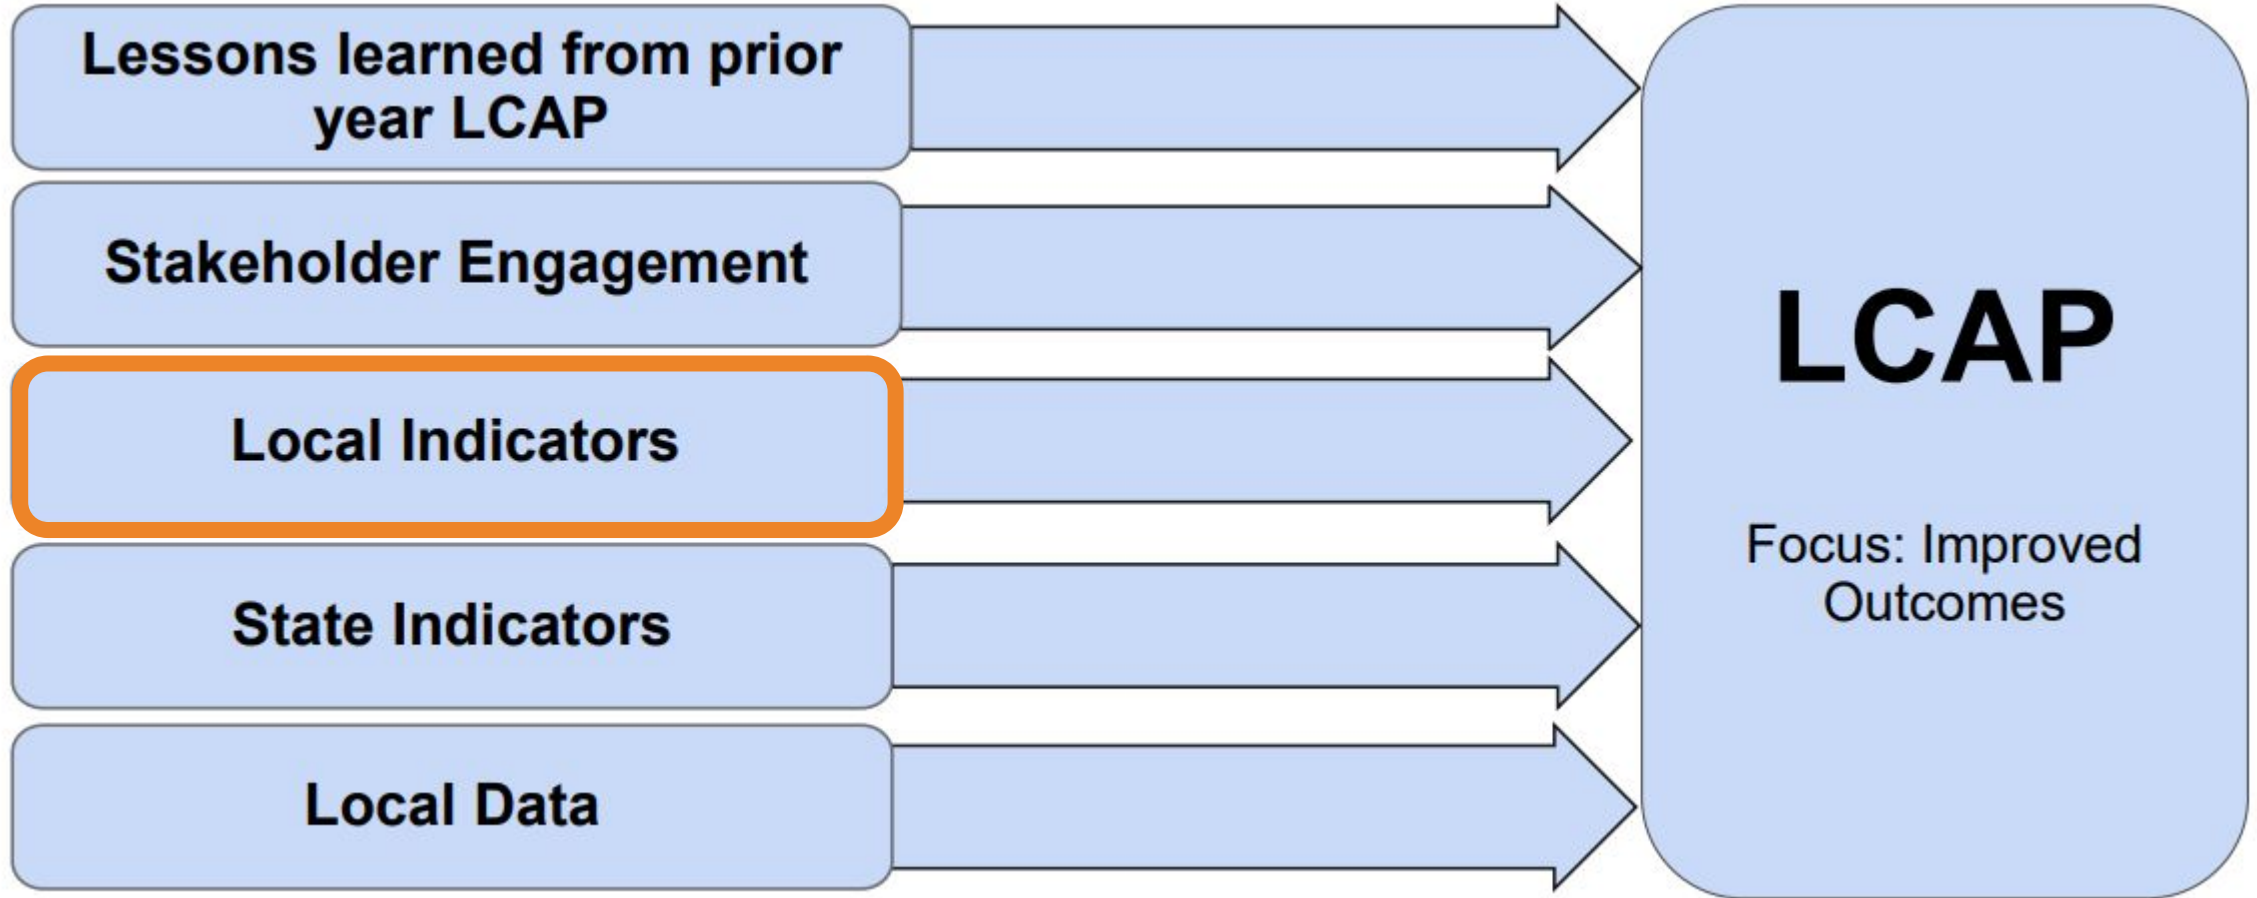 Lessons learned from prior
year LCAP
Stakeholder Engagement
Local Indicators
State Indicators
Local Data
LCAP
Focus: Improved
Outcomes